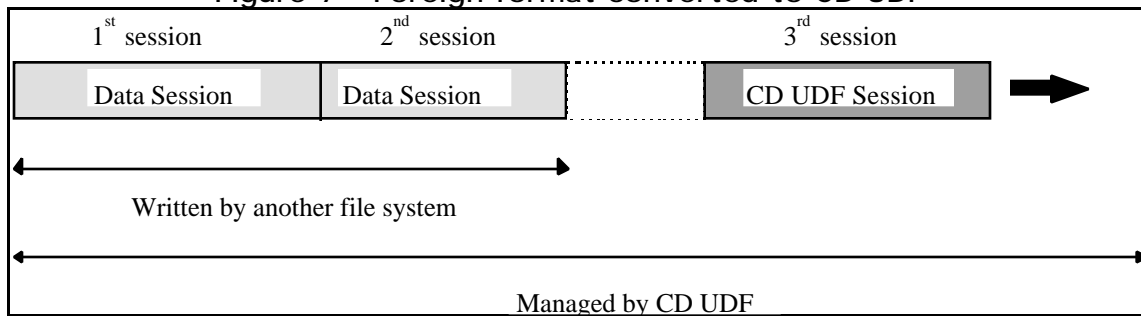 1st session 2nd session 3rd session
Data Session Data Session CD UDF Session
Written by another file system
Managed by CD UDF